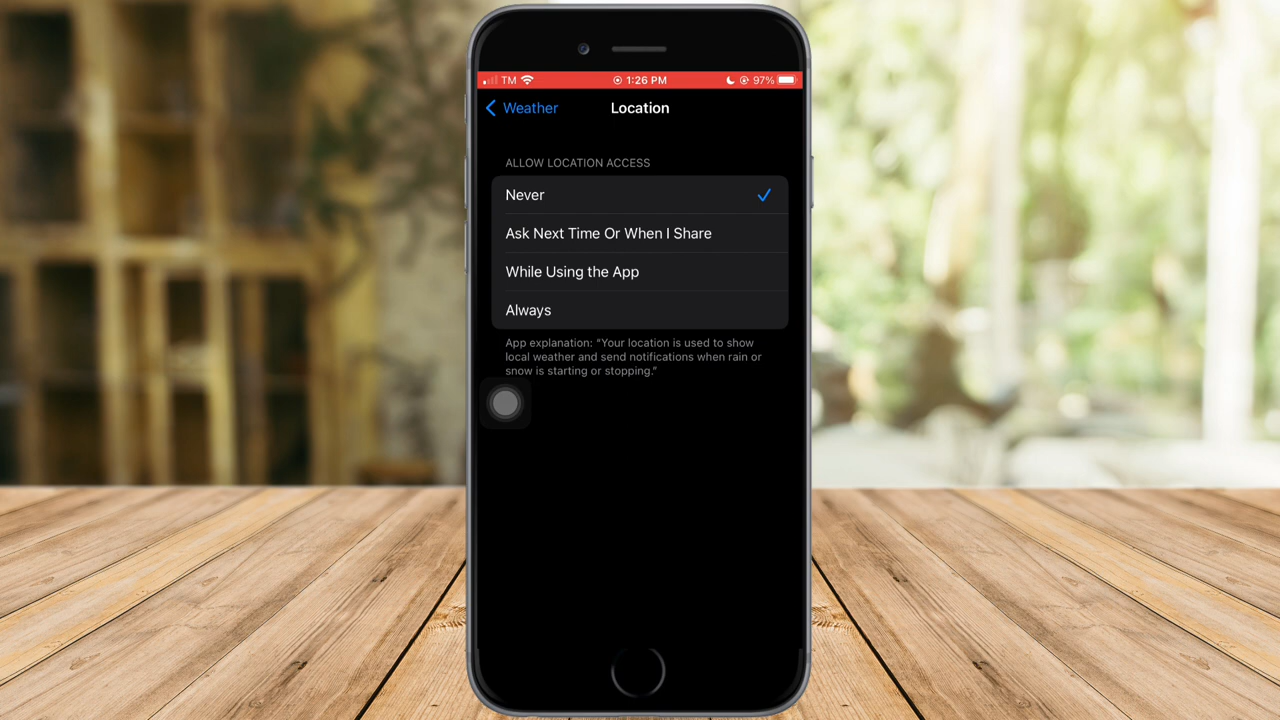 TM 1:26 PM 97%
Weather Location
ALLOW LOCATION ACCESS
Never
Ask Next Time Or When I Share
While Using the App
Always
App explanation: “Your location is used to show
local weather and send notifications when rain or
snow is starting or stopping.”